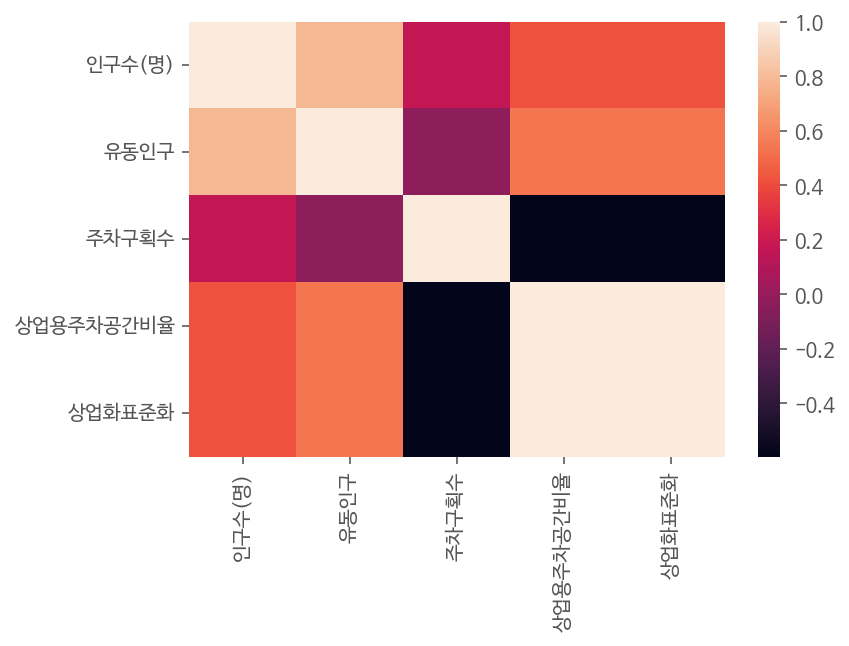 인구수(명)
유동인구
주차구획수
상업용주차공간비율
상업화표준화
인구수(명)
유동인구
주차구획수
상업용주차공간비율
상업화표준화
1.0
0.8
0.6
0.4
0.2
0.0
−0.2
−0.4